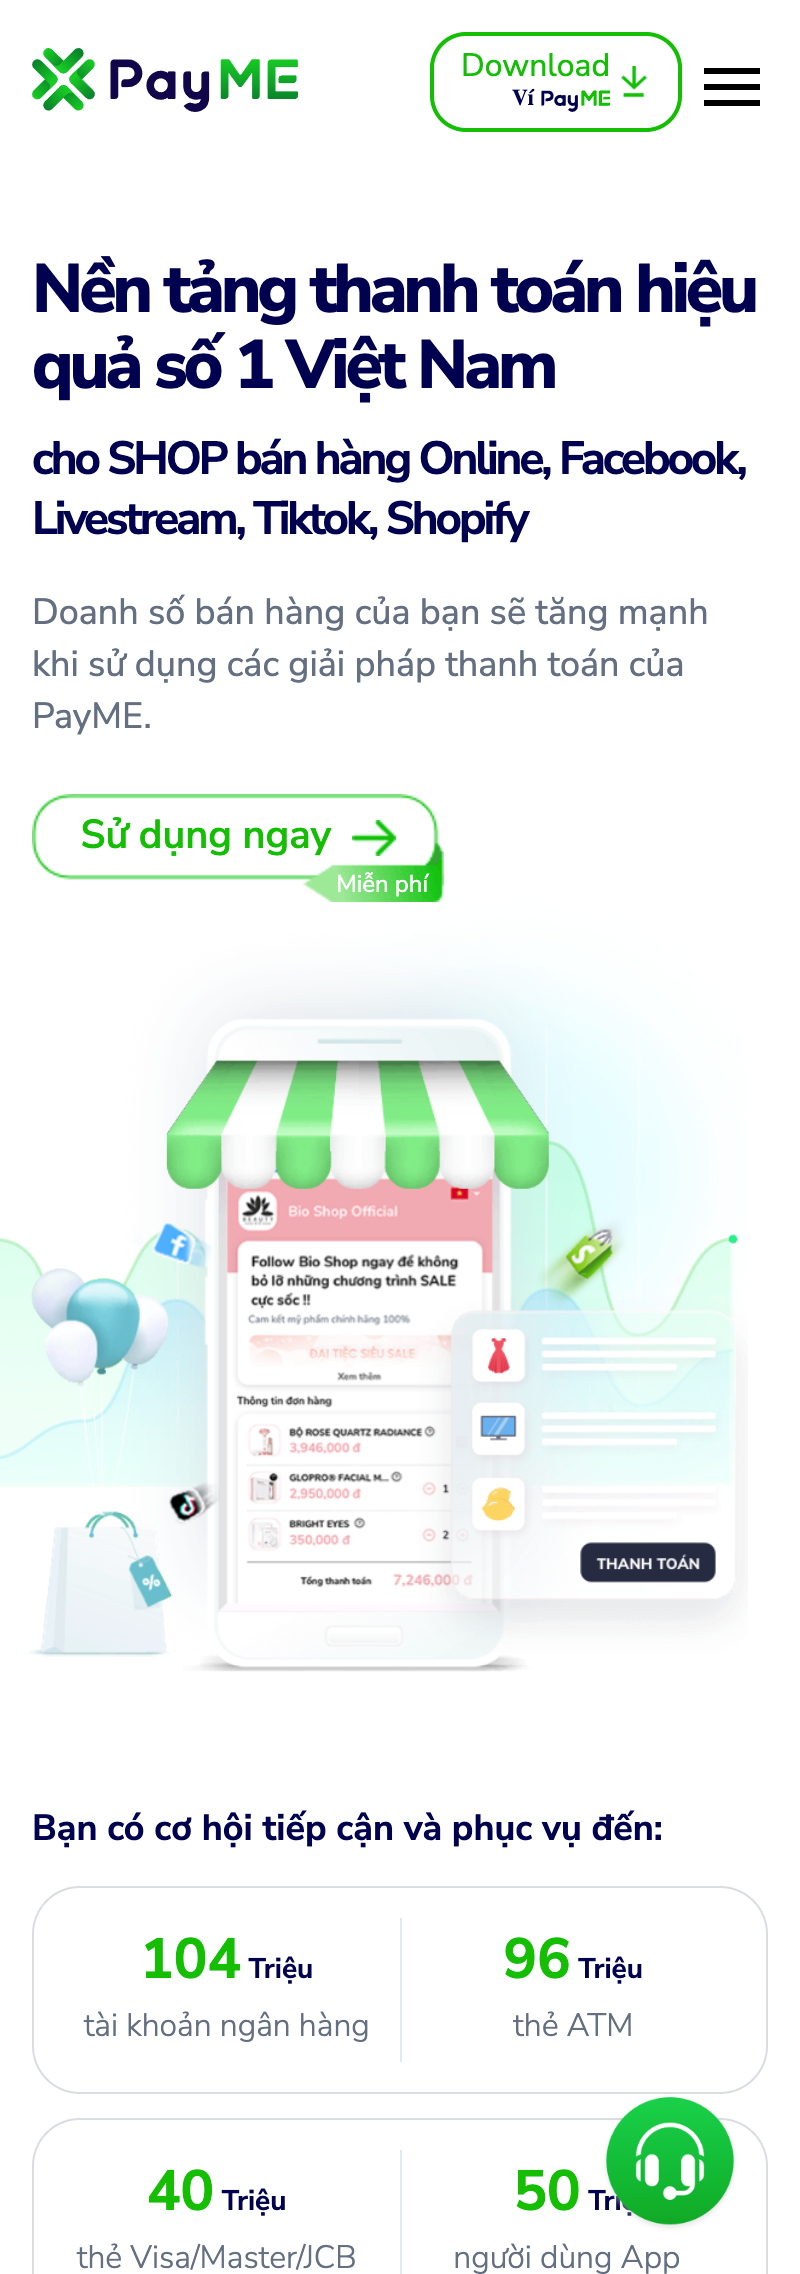 PayME
Download
Ví PayME
Nền tảng thanh toán hiệu
quả số 1 Việt Nam
cho SHOP bán hàng Online, Facebook,
Livestream, Tiktok, Shopify
Doanh số bán hàng của bạn sẽ tăng mạnh
khi sử dụng các giải pháp thanh toán của
PayME.
Sử dụng ngay
Miễn phí
BEAUTY
Bio Shop Official
Follow Bio Shop ngay để không
bỏ lỡ những chương trình SALE
cực sốc !!
Cam kết mỹ phẩm chính hãng 100%
ĐẠI TIỆC SIÊU SALE
Xem thêm
Thông tin đơn hàng
BỘ ROSE QUARTZ RADIANCE
3,946,000 đ
GLOPRO® FACIAL M...
2,950,000 đ
1
BRIGHT EYES
350,000 đ
2
Tổng thanh toán 7,246,000 đ
THANH TOÁN
%
Bạn có cơ hội tiếp cận và phục vụ đến:
104 Triệu
tài khoản ngân hàng
96 Triệu
thẻ ATM
40 Triệu
thẻ Visa/Master/JCB
50
người dùng App